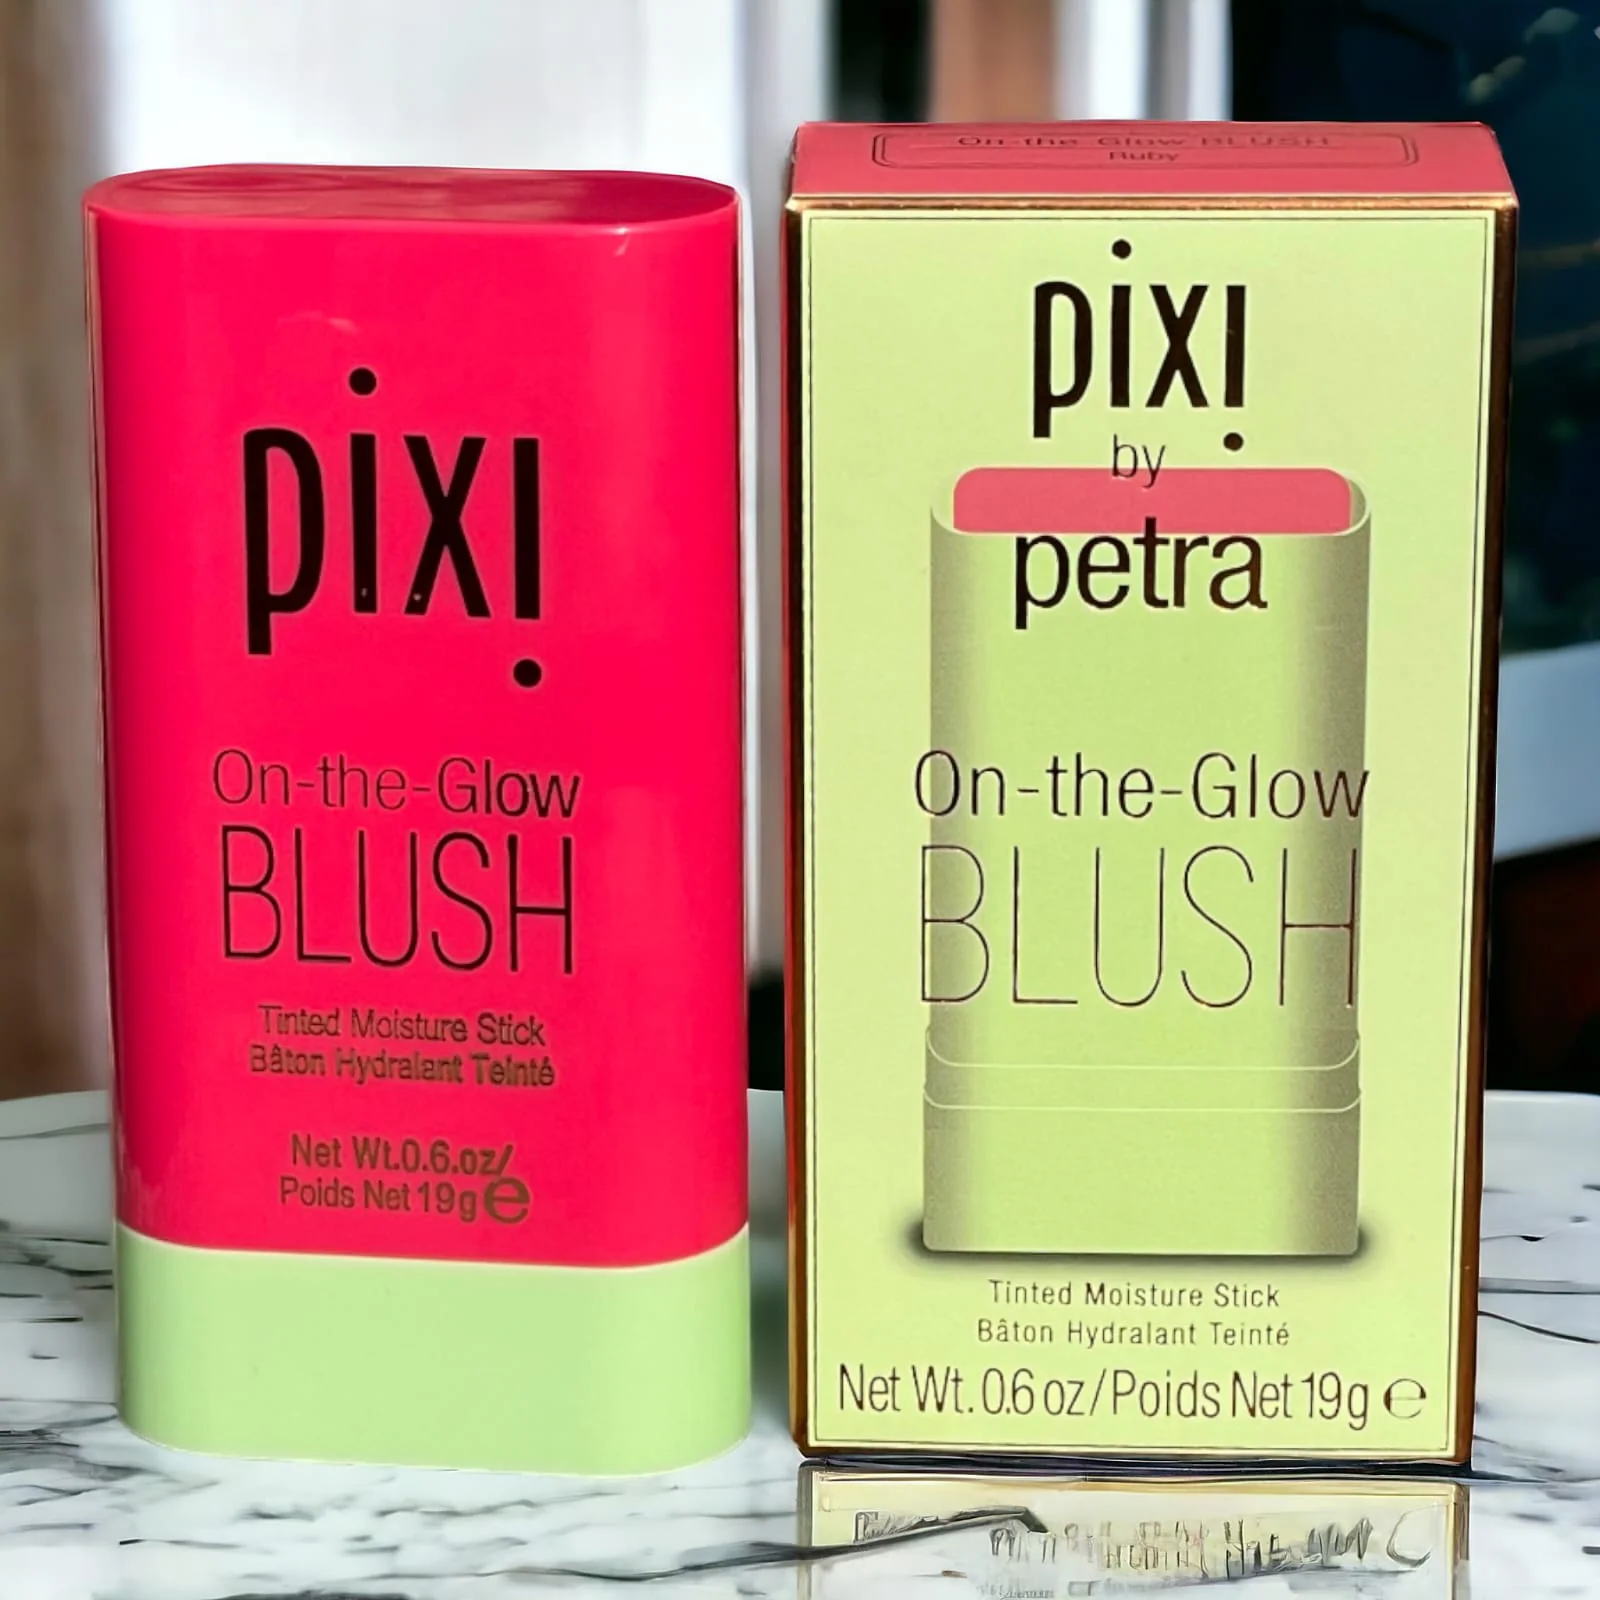 pixi
On-the-Glow
BLUSH
Tinted Moisture Stick
Bâton Hydralant Teinté
Net Wt.0.6.oz/
Poids Net 19g ℮
On-the-Glow BLUSH
Ruby
pixi
by
petra
On-the-Glow
BLUSH
Tinted Moisture Stick
Bâton Hydralant Teinté
Net Wt. 0.6 oz/Poids Net 19g ℮